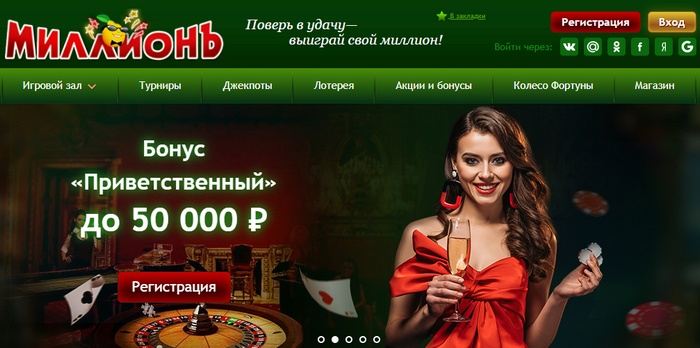 МиллионЪ
Поверь в удачу—
выиграй свой миллион!
В закладки
Регистрация
Вход
Войти через:
Игровой зал
Турниры
Джекпоты
Лотерея
Акции и бонусы
Колесо Фортуны
Магазин
Бонус
«Приветственный»
до 50 000 ₽
Регистрация